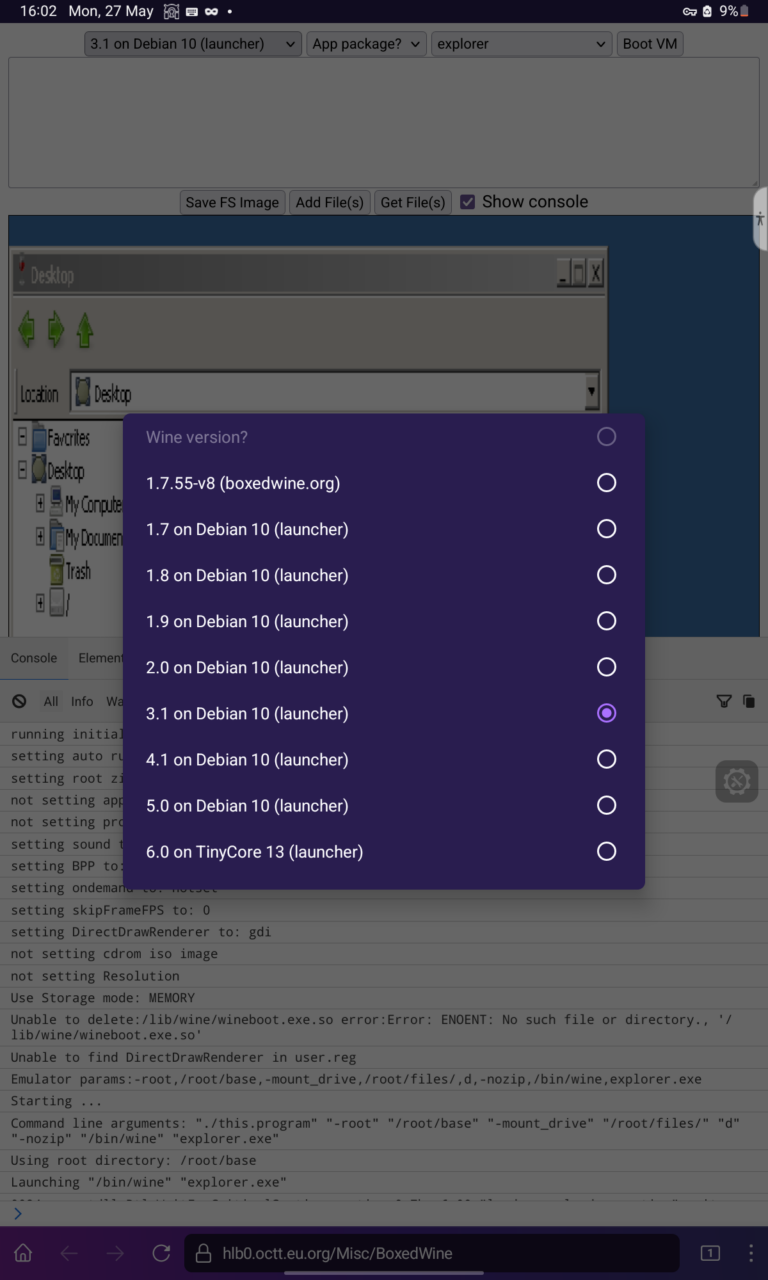 16:02 Mon, 27 May
9%
3.1 on Debian 10 (launcher) App package? explorer Boot VM
Save FS Image Add File(s) Get File(s) Show console
Desktop
Location Desktop
Favorites
Desktop
My Compute
My Documen
Trash
/
Wine version?
1.7.55-v8 (boxedwine.org)
1.7 on Debian 10 (launcher)
1.8 on Debian 10 (launcher)
1.9 on Debian 10 (launcher)
2.0 on Debian 10 (launcher)
3.1 on Debian 10 (launcher)
4.1 on Debian 10 (launcher)
5.0 on Debian 10 (launcher)
6.0 on TinyCore 13 (launcher)
Console Element
All Info Wa
running initial
setting auto ru
setting root zi
not setting app
not setting pro
setting sound t
setting BPP to:
setting ondemand to: notset
setting skipFrameFPS to: 0
setting DirectDrawRenderer to: gdi
not setting cdrom iso image
not setting Resolution
Use Storage mode: MEMORY
Unable to delete:/lib/wine/wineboot.exe.so error:Error: ENOENT: No such file or directory., '/
lib/wine/wineboot.exe.so'
Unable to find DirectDrawRenderer in user.reg
Emulator params:-root,/root/base,-mount_drive,/root/files/,d,-nozip,/bin/wine,explorer.exe
Starting ...
Command line arguments: "./this.program" "-root" "/root/base" "-mount_drive" "/root/files/" "d"
"-nozip" "/bin/wine" "explorer.exe"
Using root directory: /root/base
Launching "/bin/wine" "explorer.exe"
hlb0.octt.eu.org/Misc/BoxedWine 1